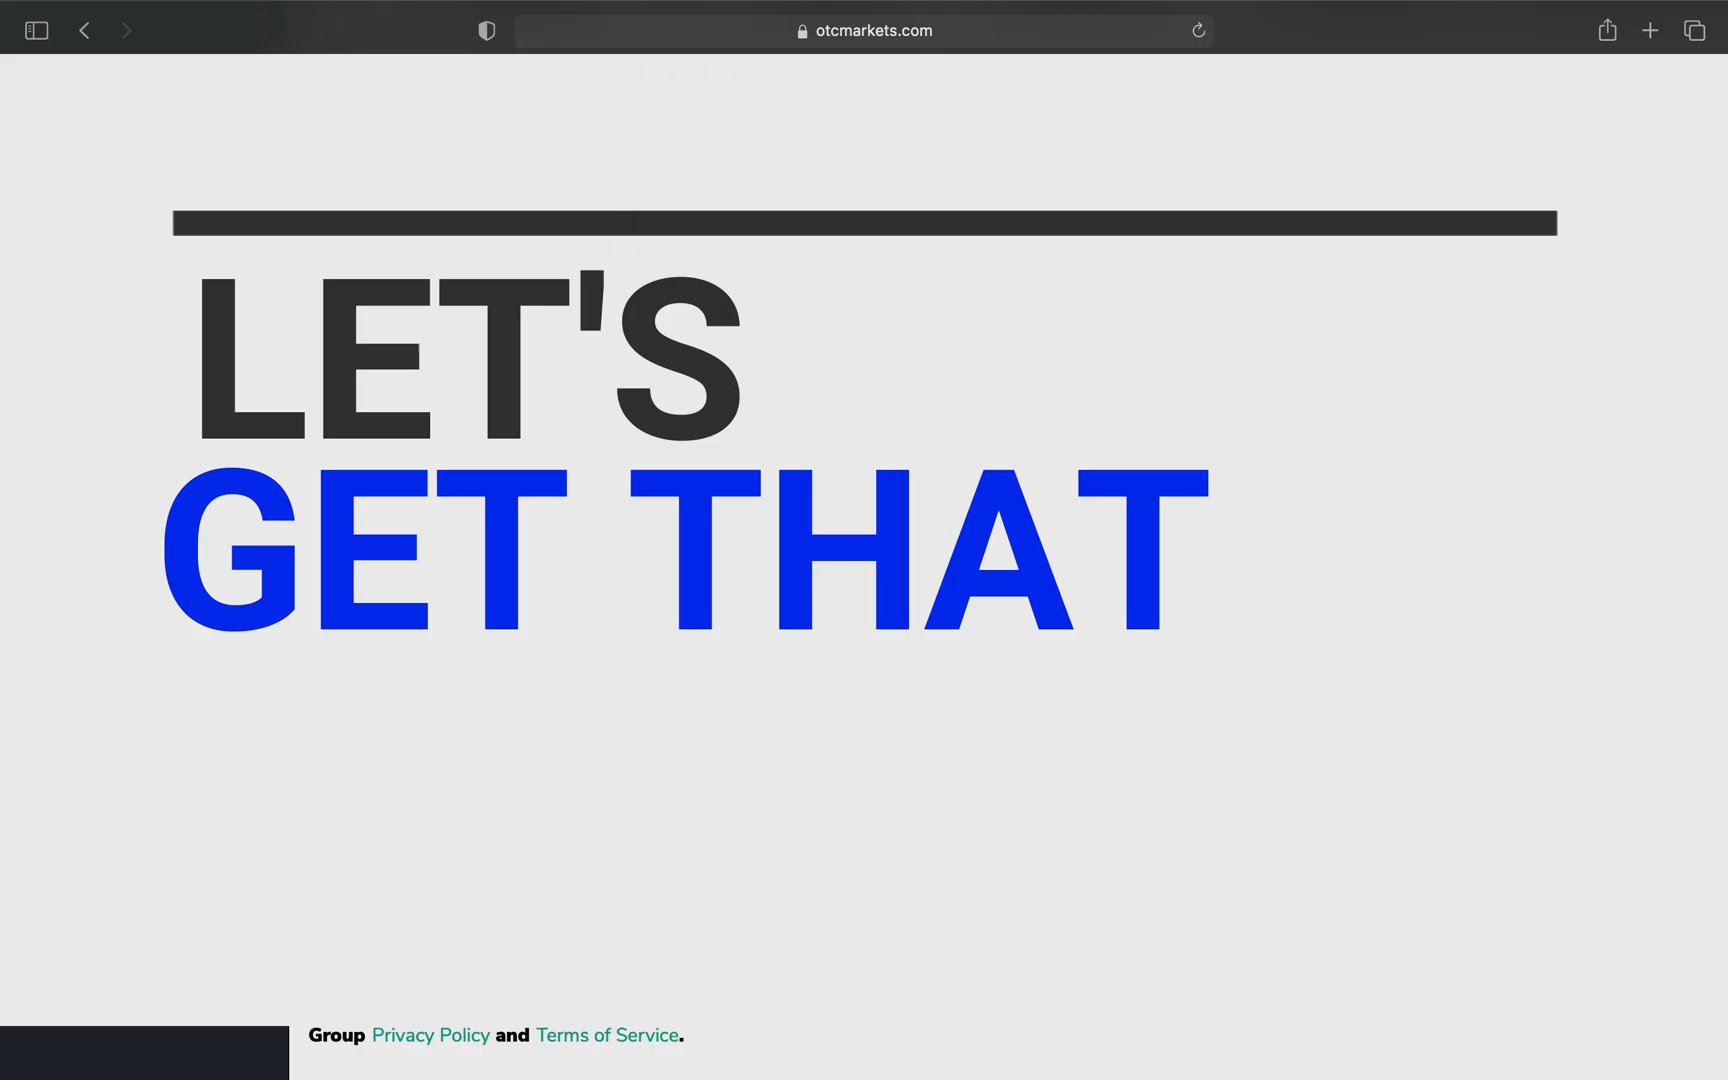 otcmarkets.com
LET'S
GET THAT
Group Privacy Policy and Terms of Service.